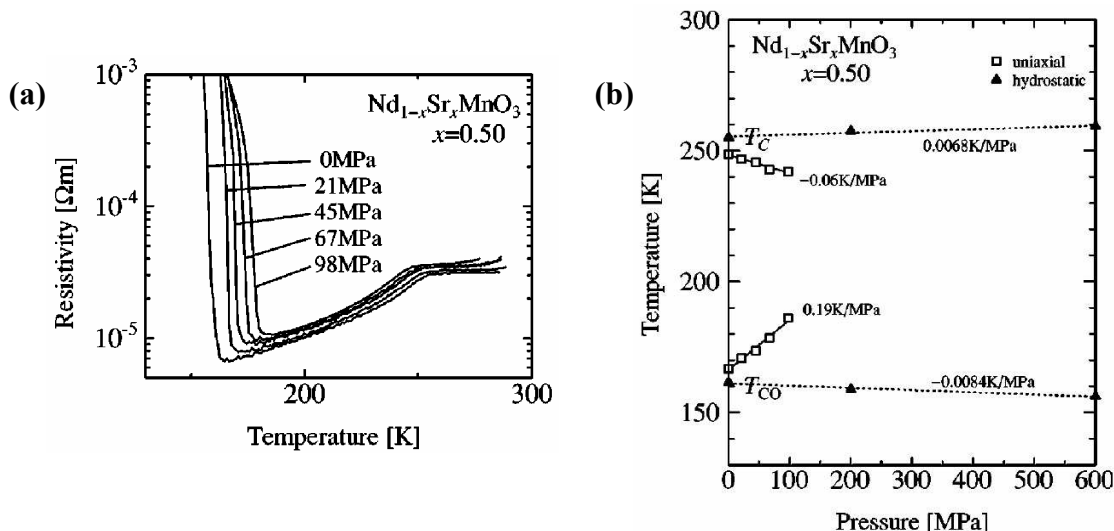 (a)
10⁻³
10⁻⁴
10⁻⁵
Resistivity [Ωm]
Nd₁₋ₓSrₓMnO₃
x=0.50
0MPa
21MPa
45MPa
67MPa
98MPa
200
300
Temperature [K]
(b)
300
250
200
150
Temperature [K]
Nd₁₋ₓSrₓMnO₃
x=0.50
uniaxial
hydrostatic
T_C
0.0068K/MPa
−0.06K/MPa
0.19K/MPa
T_CO
−0.0084K/MPa
0 100 200 300 400 500 600
Pressure [MPa]